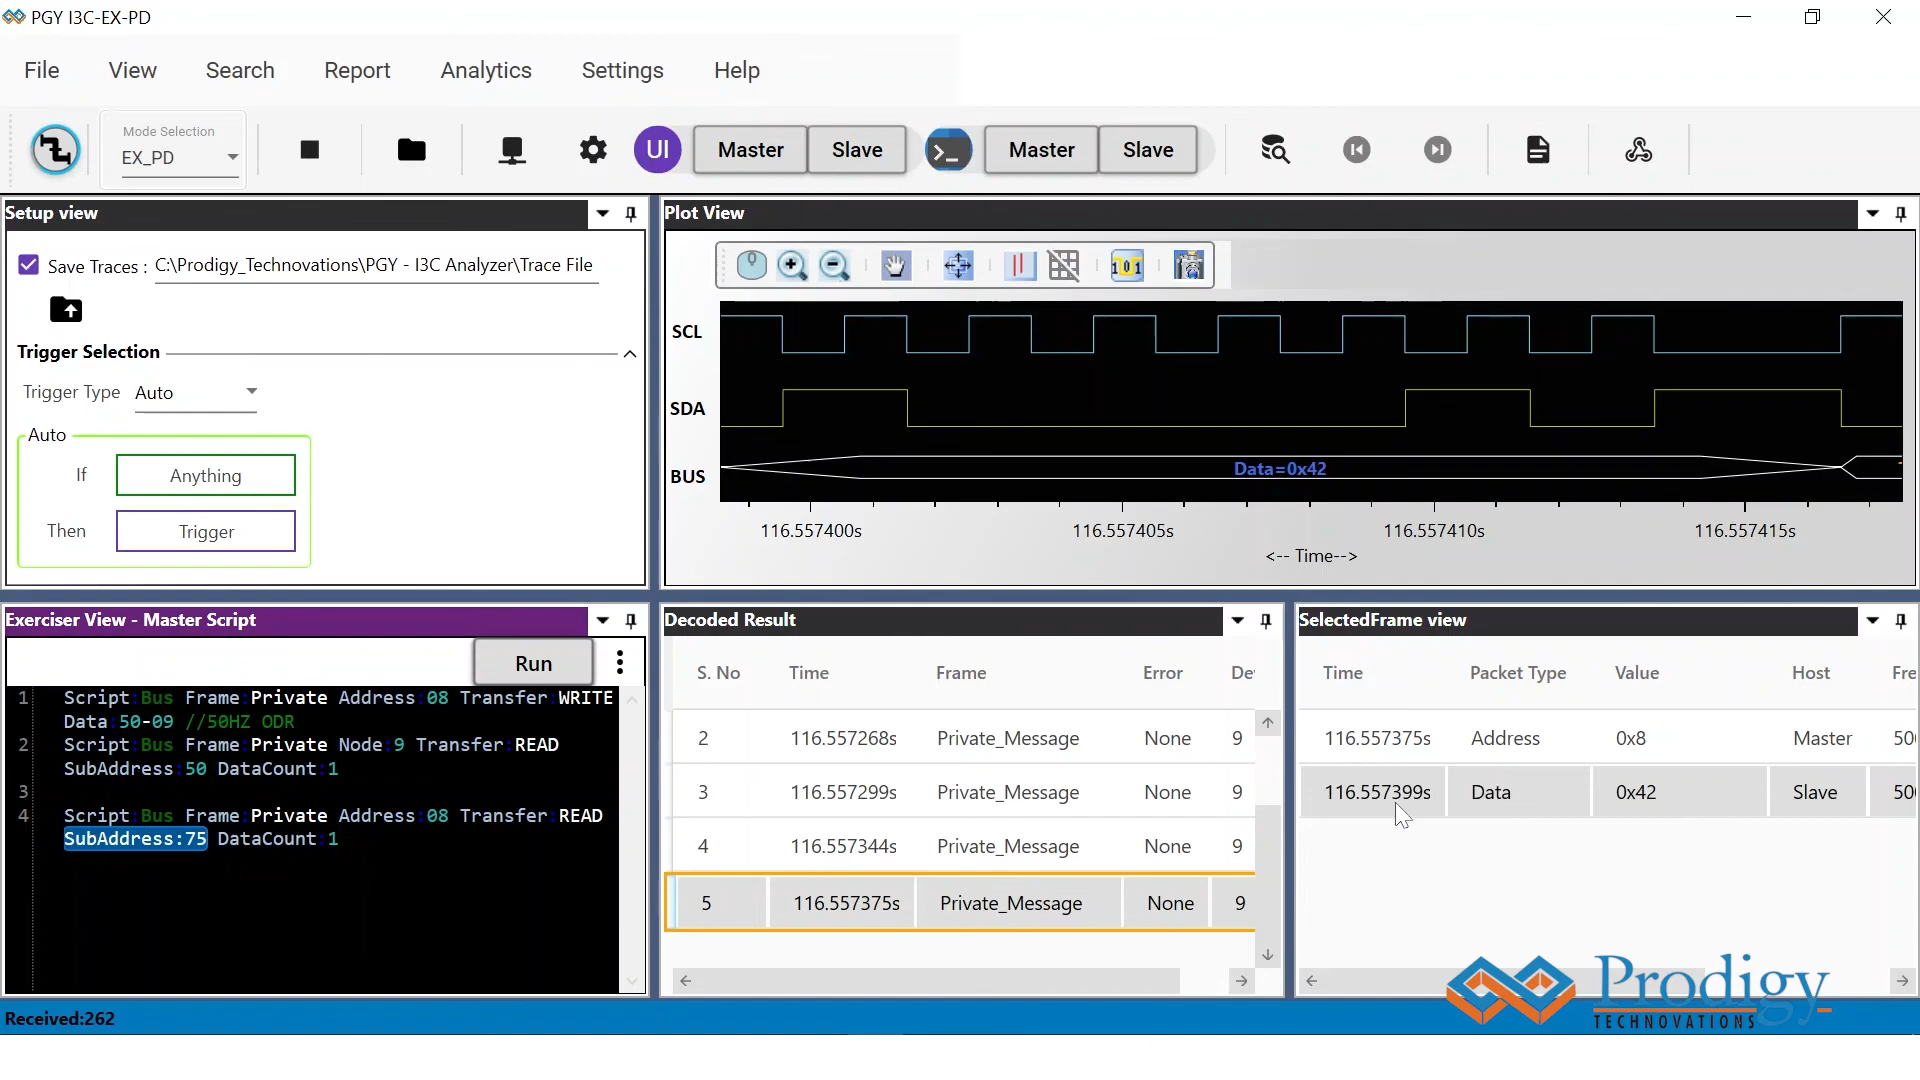 PGY I3C-EX-PD
File View Search Report Analytics Settings Help
Mode Selection
EX_PD
UI Master Slave >_ Master Slave
Setup view
Save Traces : C:\Prodigy_Technovations\PGY - I3C Analyzer\Trace File
Trigger Selection
Trigger Type Auto
Auto
If Anything
Then Trigger
Plot View
101
SCL
SDA
BUS Data=0x42
116.557400s 116.557405s 116.557410s 116.557415s
<-- Time-->
Exerciser View - Master Script
Run
1 Script:Bus Frame:Private Address:08 Transfer:WRITE
Data:50-09 //50HZ ODR
2 Script:Bus Frame:Private Node:9 Transfer:READ
SubAddress:50 DataCount:1
3
4 Script:Bus Frame:Private Address:08 Transfer:READ
SubAddress:75 DataCount:1
Decoded Result
S. No Time Frame Error De
2 116.557268s Private_Message None 9
3 116.557299s Private_Message None 9
4 116.557344s Private_Message None 9
5 116.557375s Private_Message None 9
SelectedFrame view
Time Packet Type Value Host Fre
116.557375s Address 0x8 Master 500
116.557399s Data 0x42 Slave 500
Prodigy
TECHNOVATIONS
Received:262